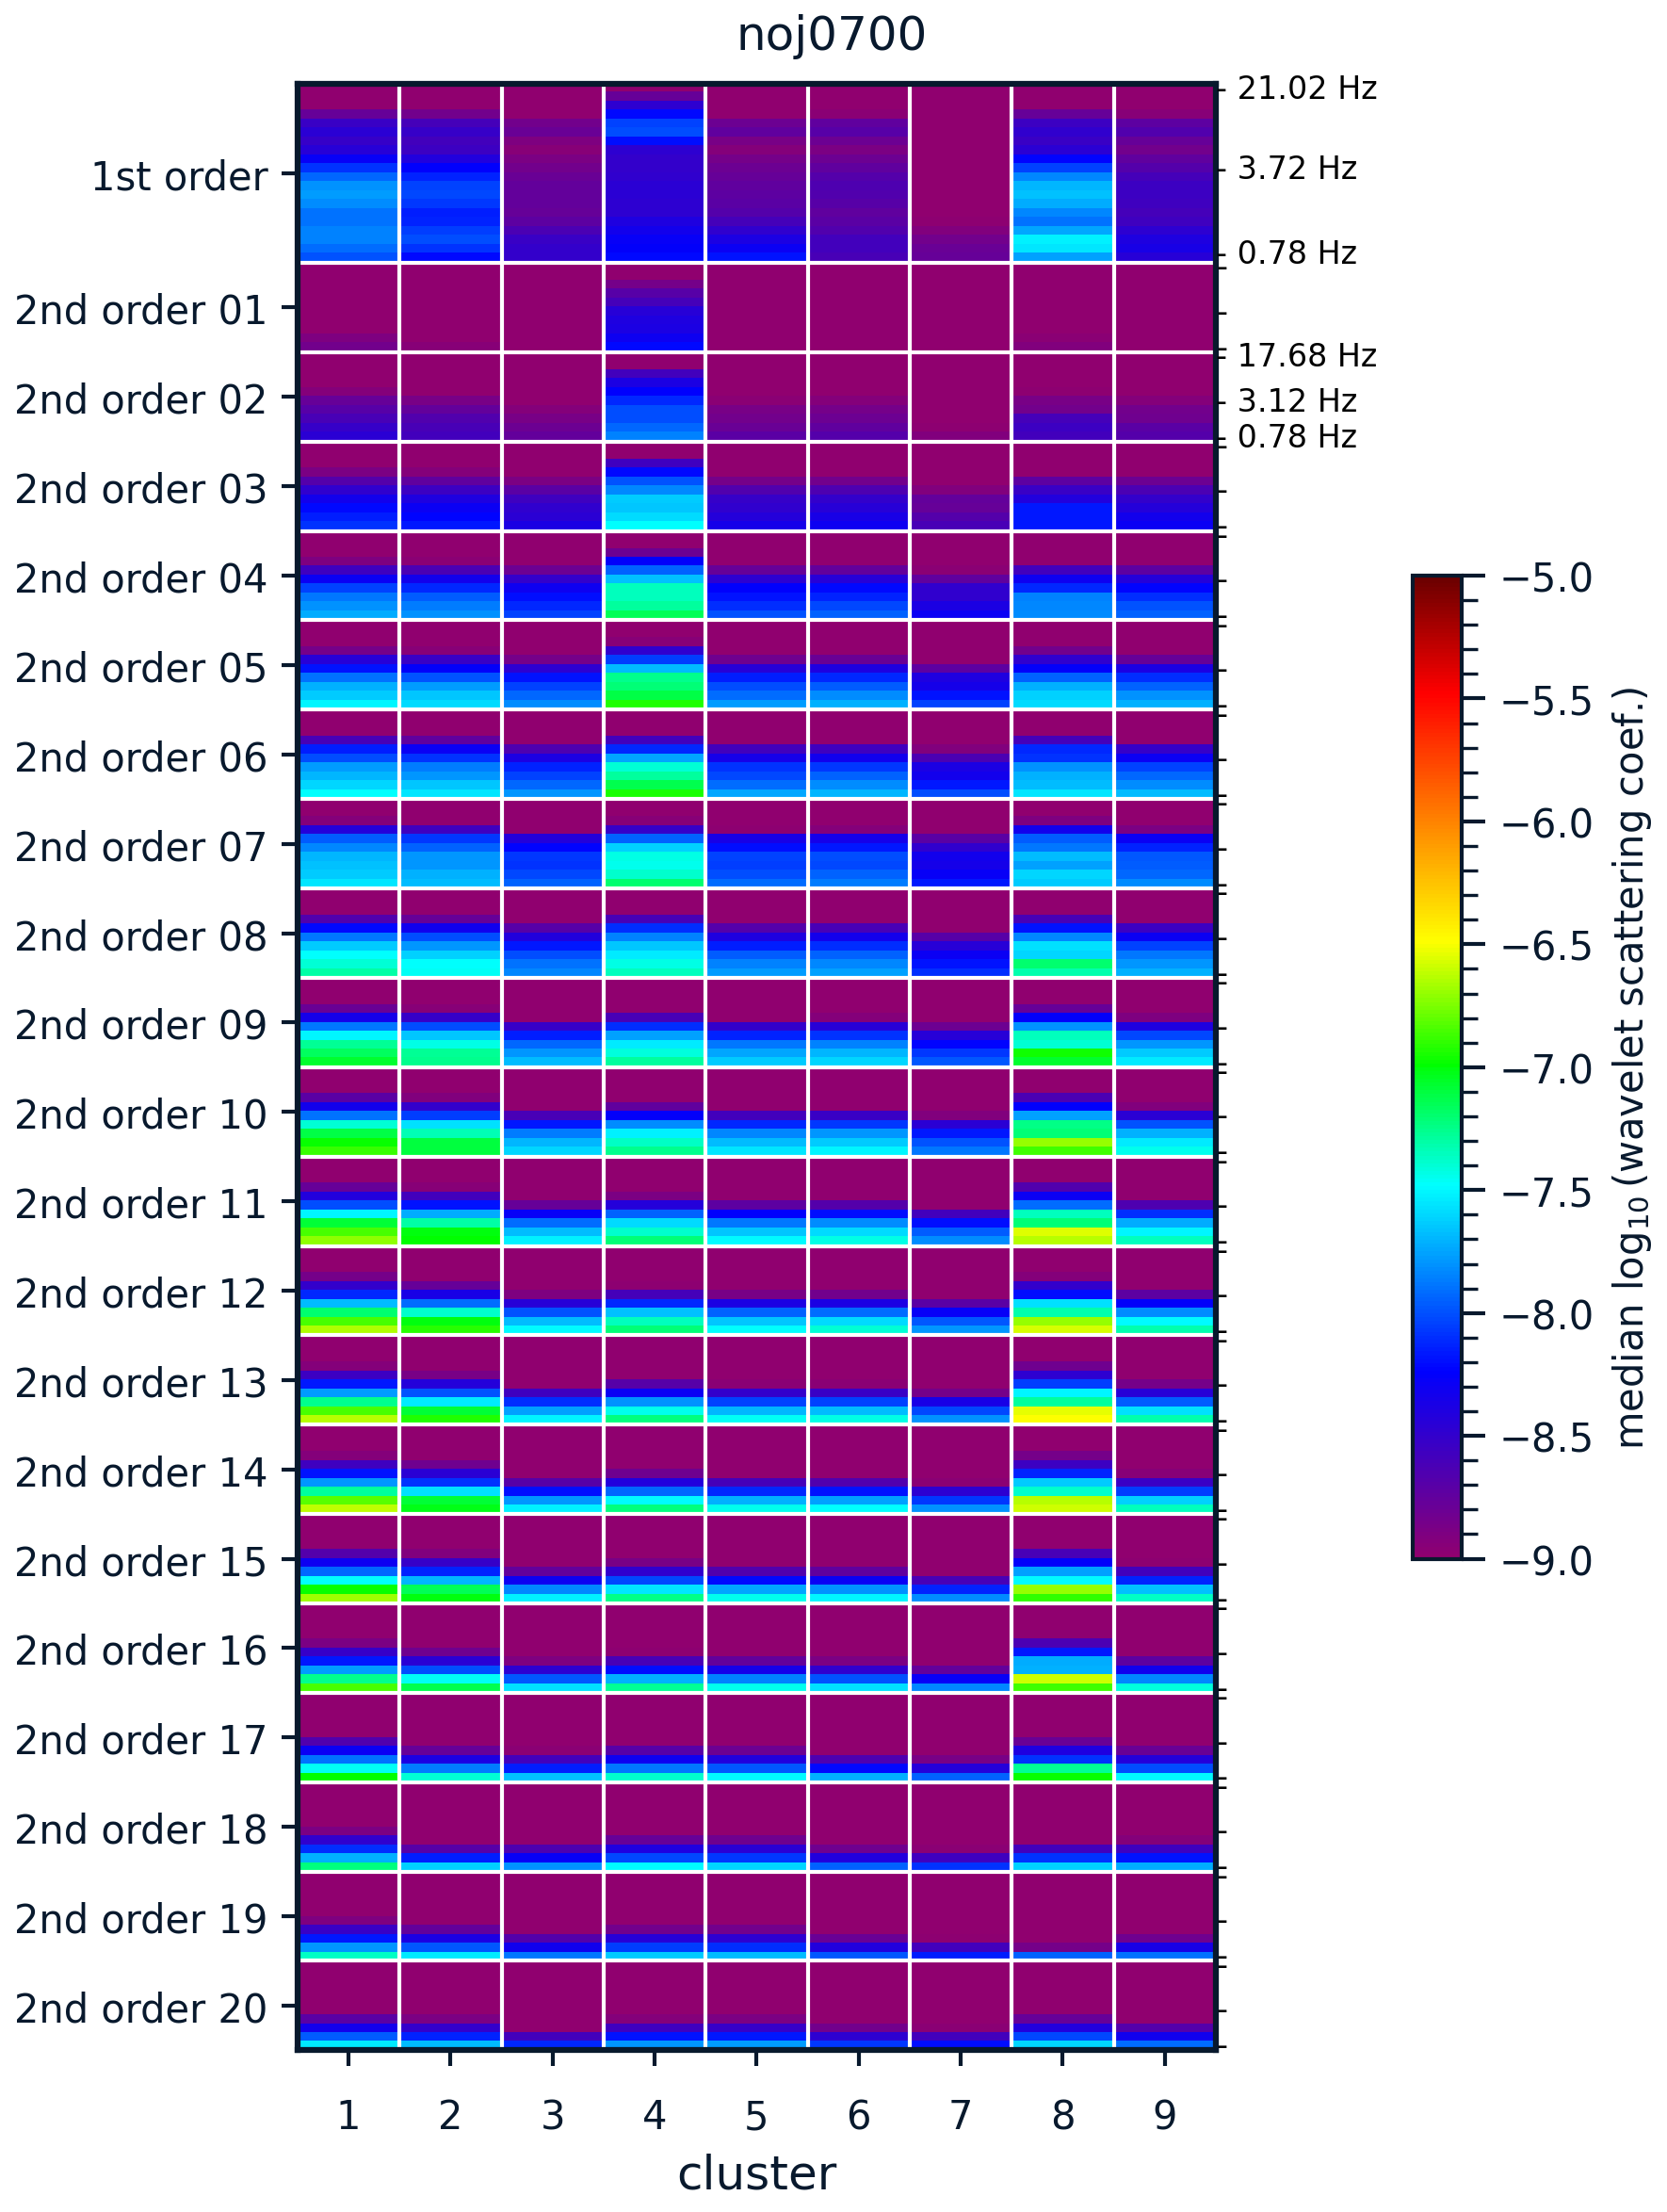 noj0700
1st order
2nd order 01
2nd order 02
2nd order 03
2nd order 04
2nd order 05
2nd order 06
2nd order 07
2nd order 08
2nd order 09
2nd order 10
2nd order 11
2nd order 12
2nd order 13
2nd order 14
2nd order 15
2nd order 16
2nd order 17
2nd order 18
2nd order 19
2nd order 20
21.02 Hz
3.72 Hz
0.78 Hz
17.68 Hz
3.12 Hz
0.78 Hz
1 2 3 4 5 6 7 8 9
cluster
−5.0
−5.5
−6.0
−6.5
−7.0
−7.5
−8.0
−8.5
−9.0
median log₁₀ (wavelet scattering coef.)